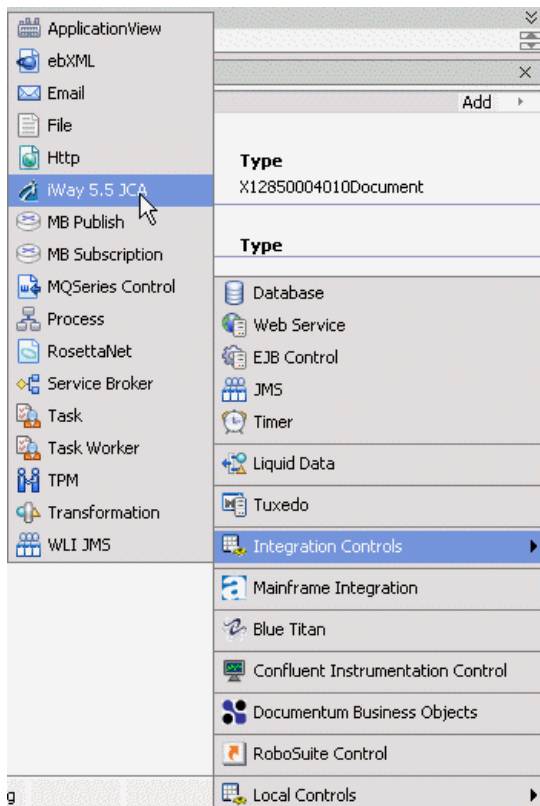 ApplicationView
ebXML
Email
File
Http
iWay 5.5 JCA
MB Publish
MB Subscription
MQSeries Control
Process
RosettaNet
Service Broker
Task
Task Worker
TPM
Transformation
WLI JMS
Add
Type
X12850004010Document
Type
Database
Web Service
EJB Control
JMS
Timer
Liquid Data
Tuxedo
Integration Controls
Mainframe Integration
Blue Titan
Confluent Instrumentation Control
Documentum Business Objects
RoboSuite Control
Local Controls
g